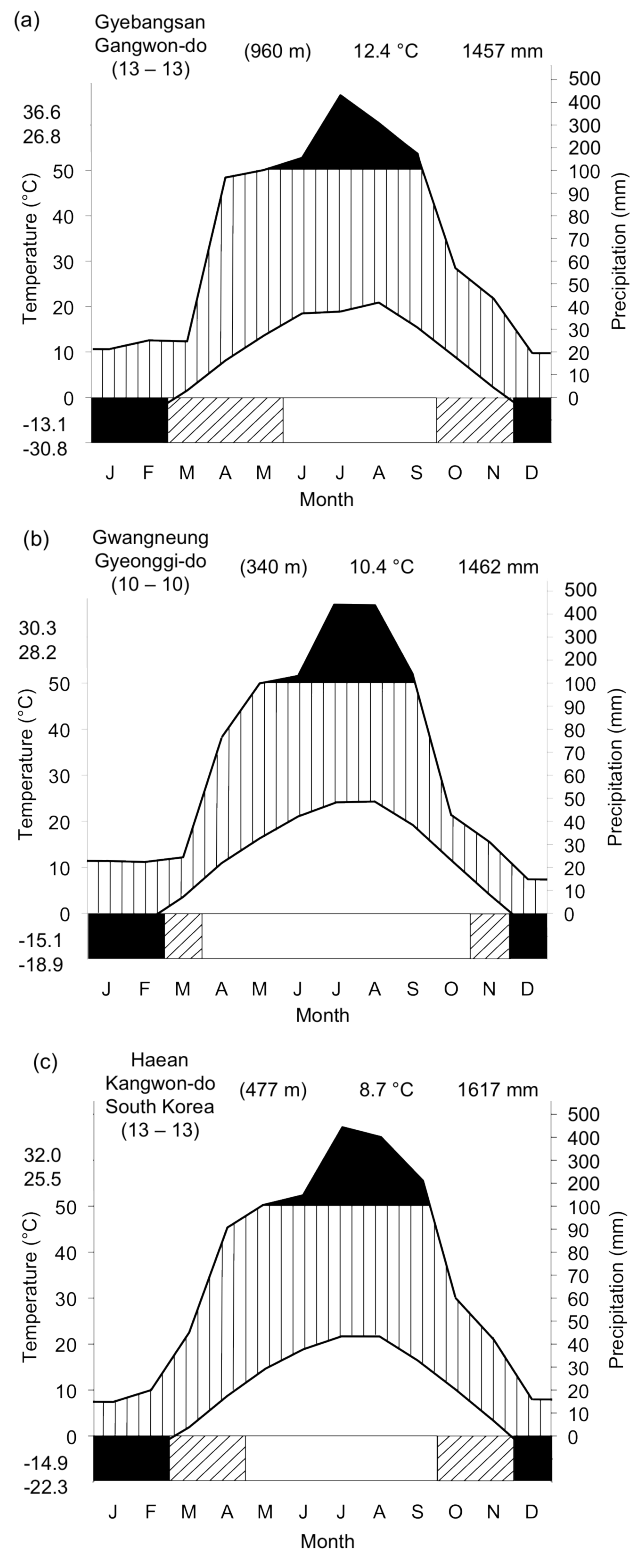 (a)
Gyebangsan
Gangwon-do
(13 – 13)
(960 m) 12.4 °C 1457 mm
36.6
26.8
Temperature (°C)
50
40
30
20
10
0
-13.1
-30.8
500
400
300
200
100
90
80
70
60
50
40
30
20
10
0
Precipitation (mm)
J F M A M J J A S O N D
Month
(b)
Gwangneung
Gyeonggi-do
(10 – 10)
(340 m) 10.4 °C 1462 mm
30.3
28.2
Temperature (°C)
50
40
30
20
10
0
-15.1
-18.9
500
400
300
200
100
90
80
70
60
50
40
30
20
10
0
Precipitation (mm)
J F M A M J J A S O N D
Month
(c)
Haean
Kangwon-do
South Korea
(13 – 13)
(477 m) 8.7 °C 1617 mm
32.0
25.5
Temperature (°C)
50
40
30
20
10
0
-14.9
-22.3
500
400
300
200
100
90
80
70
60
50
40
30
20
10
0
Precipitation (mm)
J F M A M J J A S O N D
Month